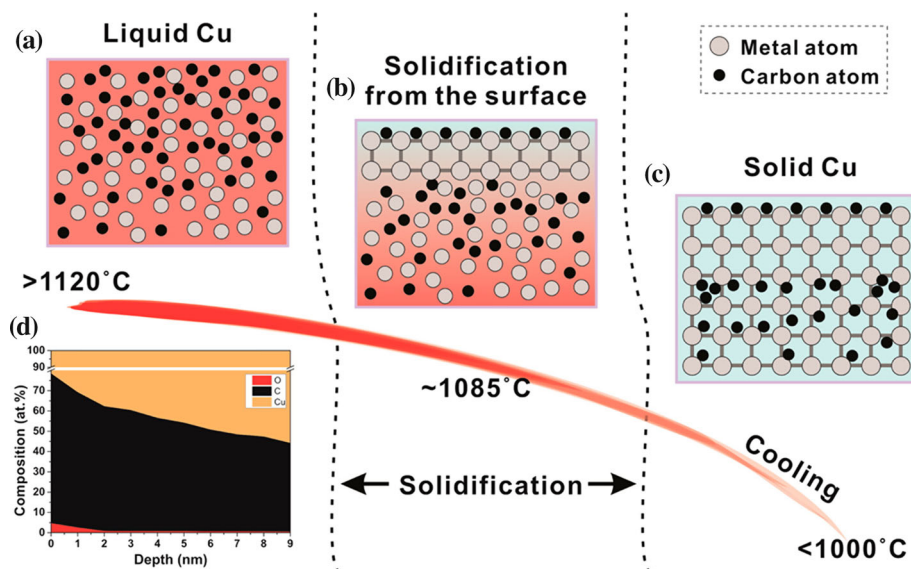 (a)
Liquid Cu
(b)
Solidification
from the surface
Metal atom
Carbon atom
(c)
Solid Cu
>1120°C
(d)
~1085°C
Cooling
<1000°C
Solidification
Composition (at.%)
100
90
70
60
50
40
30
20
10
0
O
C
Cu
0 1 2 3 4 5 6 7 8 9
Depth (nm)